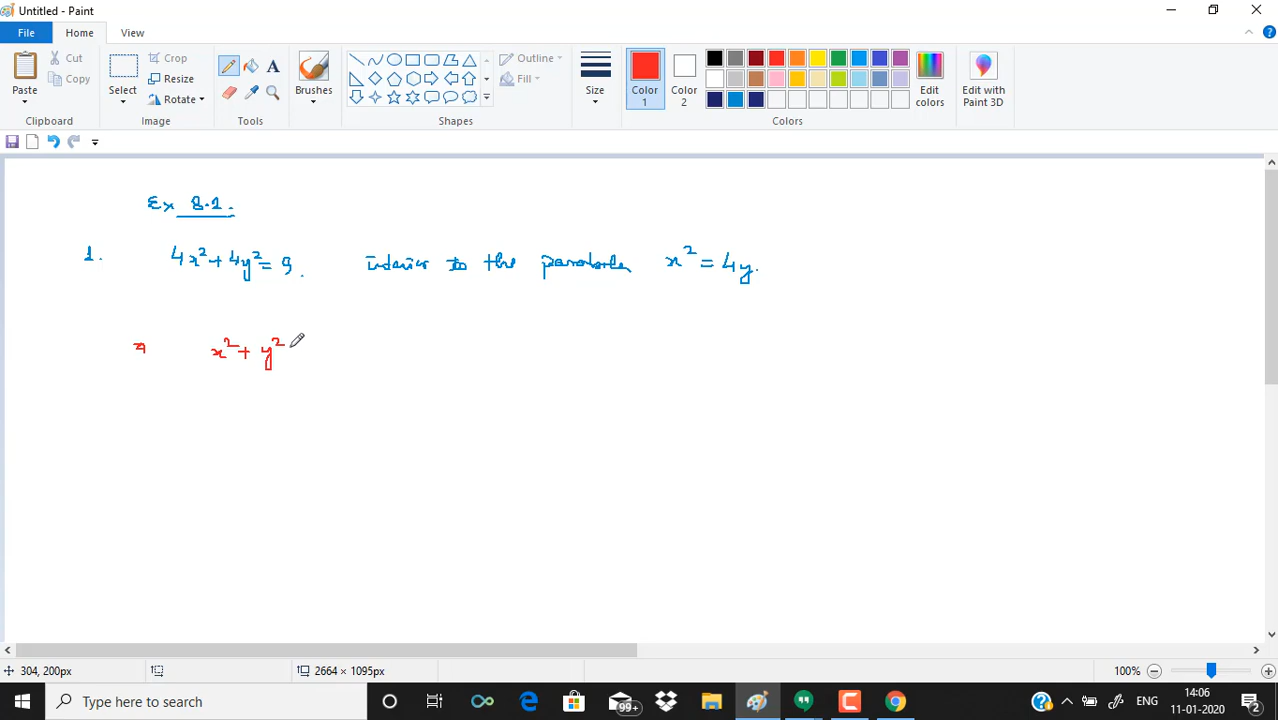 Untitled - Paint
File Home View
Paste Cut Copy Clipboard
Select Crop Resize Rotate Image
Tools
Brushes
Shapes Outline Fill
Size
Color 1 Color 2 Edit colors Edit with Paint 3D Colors
Ex 8.1.
1. 4x²+4y²=9. interior to the parabola x²=4y.
⇒ x²+y²
304, 200px 2664 × 1095px 100%
Type here to search 99+ ENG 14:06 11-01-2020 2